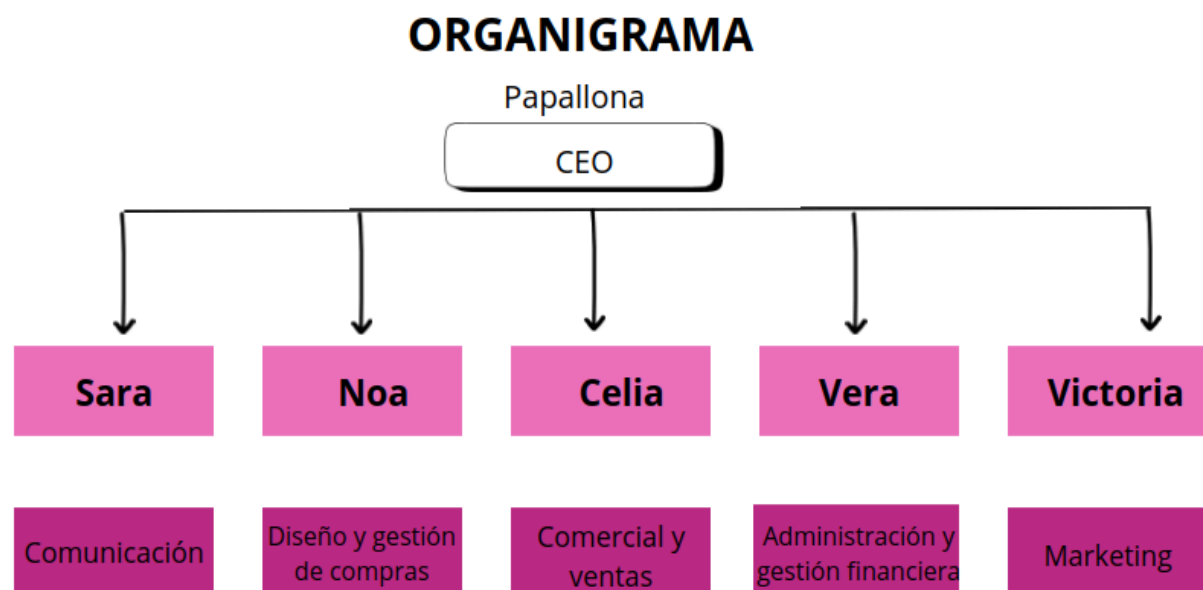 ORGANIGRAMA
Papallona
CEO
Sara
Noa
Celia
Vera
Victoria
Comunicación
Diseño y gestión
de compras
Comercial y
ventas
Administración y
gestión financiera
Marketing